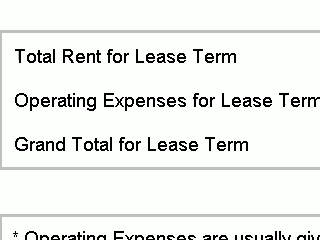 Total Rent for Lease Term
Operating Expenses for Lease Term
Grand Total for Lease Term
* Operating Expenses are usually